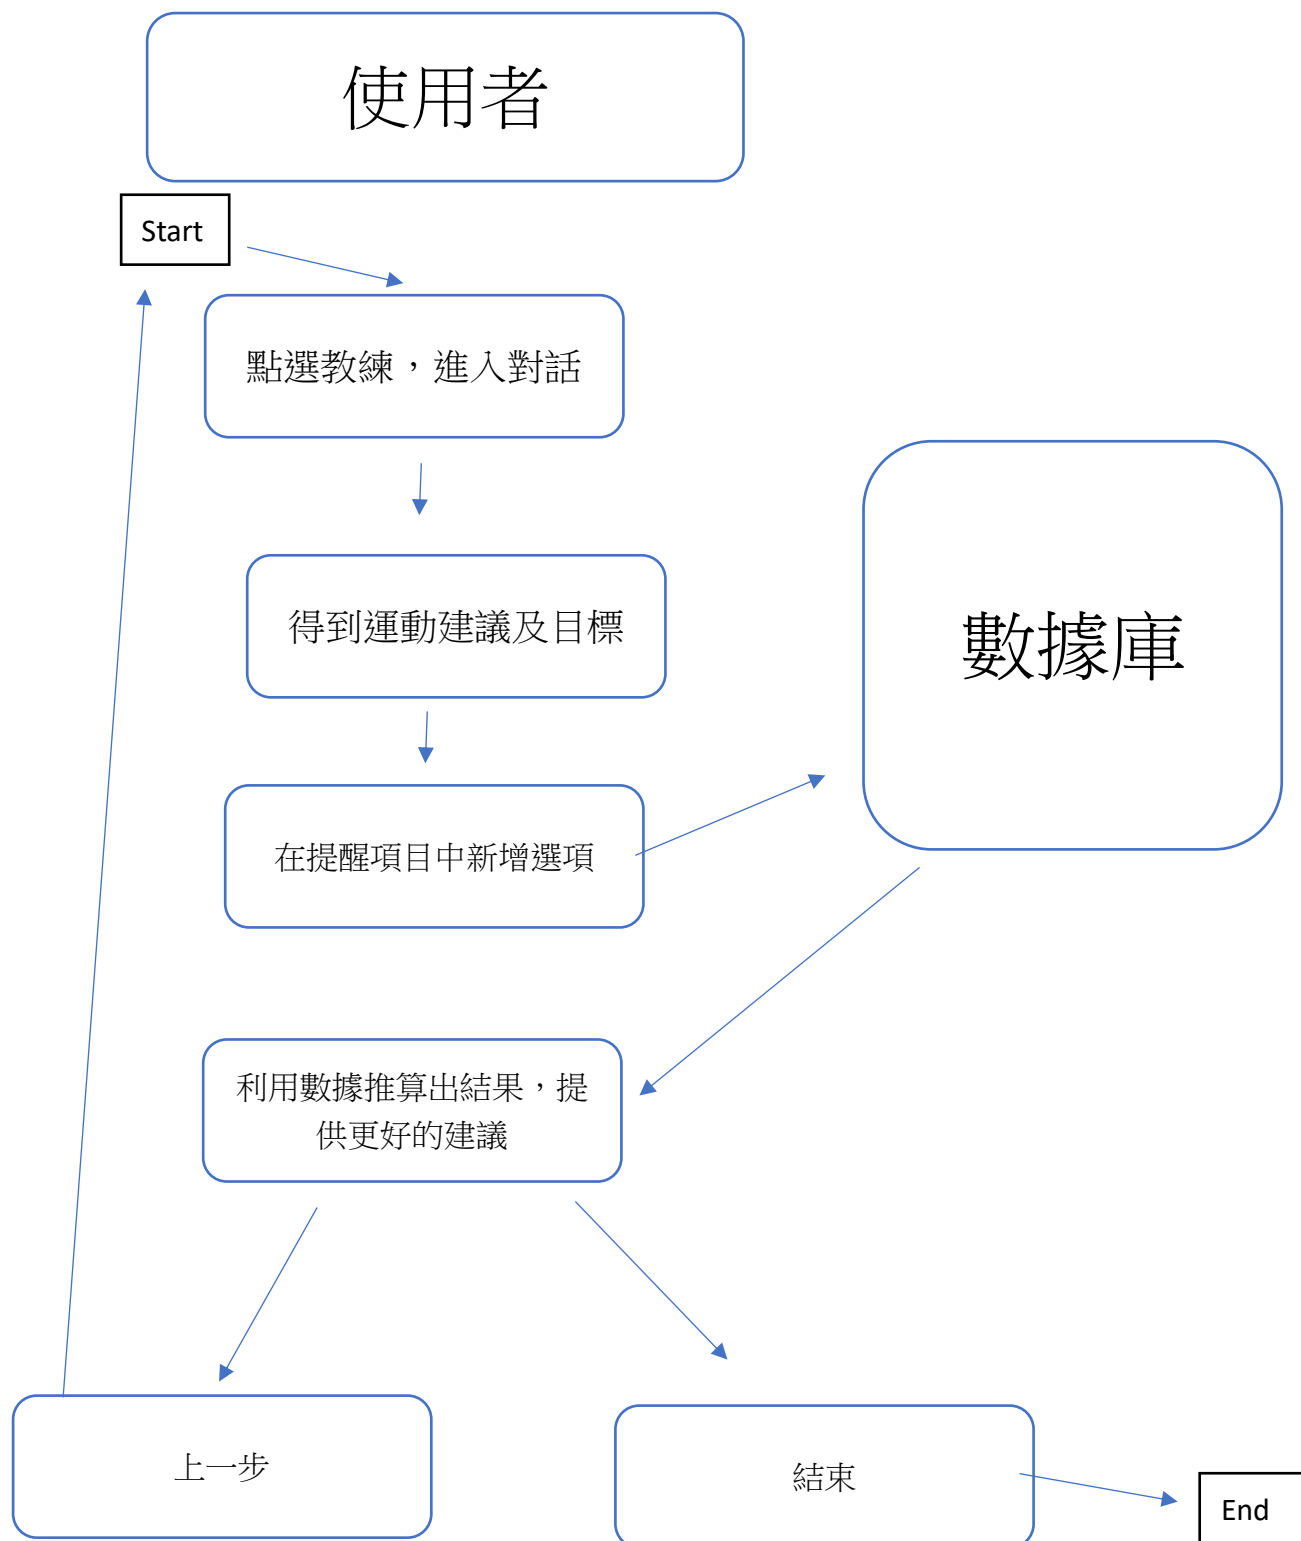 使用者
Start
點選教練，進入對話
得到運動建議及目標
數據庫
在提醒項目中新增選項
利用數據推算出結果，提
供更好的建議
上一步
結束
End